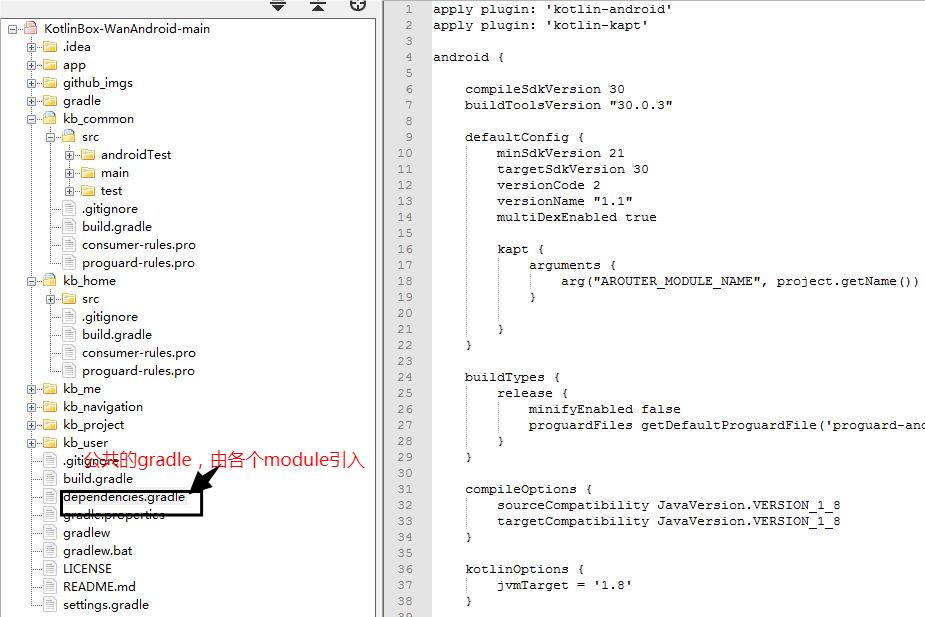 KotlinBox-WanAndroid-main
.idea
app
github_imgs
gradle
kb_common
src
androidTest
main
test
.gitignore
build.gradle
consumer-rules.pro
proguard-rules.pro
kb_home
src
.gitignore
build.gradle
consumer-rules.pro
proguard-rules.pro
kb_me
kb_navigation
kb_project
kb_user
.gitignore
公共的gradle，由各个module引入
build.gradle
dependencies.gradle
gradle.properties
gradlew
gradlew.bat
LICENSE
README.md
settings.gradle
1 apply plugin: 'kotlin-android'
2 apply plugin: 'kotlin-kapt'
3
4 android {
5
6 compileSdkVersion 30
7 buildToolsVersion "30.0.3"
8
9 defaultConfig {
10 minSdkVersion 21
11 targetSdkVersion 30
12 versionCode 2
13 versionName "1.1"
14 multiDexEnabled true
15
16 kapt {
17 arguments {
18 arg("AROUTER_MODULE_NAME", project.getName())
19 }
20
21 }
22 }
23
24 buildTypes {
25 release {
26 minifyEnabled false
27 proguardFiles getDefaultProguardFile('proguard-an
28 }
29 }
30
31 compileOptions {
32 sourceCompatibility JavaVersion.VERSION_1_8
33 targetCompatibility JavaVersion.VERSION_1_8
34 }
35
36 kotlinOptions {
37 jvmTarget = '1.8'
38 }